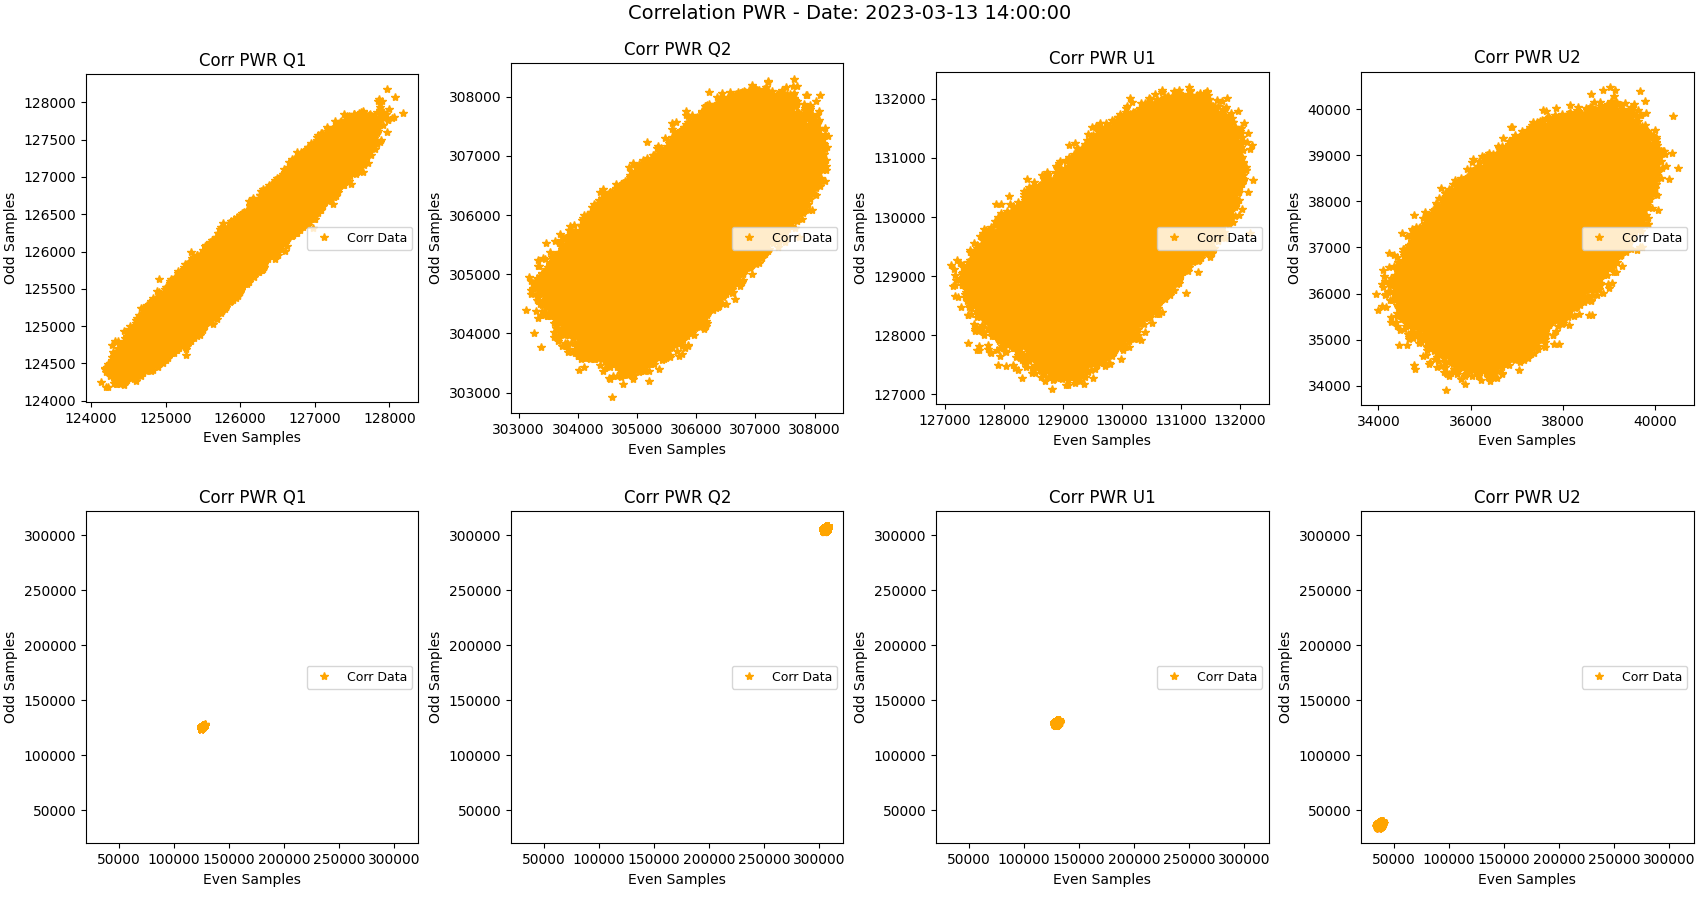 Correlation PWR - Date: 2023-03-13 14:00:00
Corr PWR Q1
Odd Samples
128000
127500
127000
126500
126000
125500
125000
124500
124000
Corr Data
124000 125000 126000 127000 128000
Even Samples
Corr PWR Q2
Odd Samples
308000
307000
306000
305000
304000
303000
Corr Data
303000 304000 305000 306000 307000 308000
Even Samples
Corr PWR U1
Odd Samples
132000
131000
130000
129000
128000
127000
Corr Data
127000 128000 129000 130000 131000 132000
Even Samples
Corr PWR U2
Odd Samples
40000
39000
38000
37000
36000
35000
34000
Corr Data
34000 36000 38000 40000
Even Samples
Corr PWR Q1
Odd Samples
300000
250000
200000
150000
100000
50000
Corr Data
50000 100000 150000 200000 250000 300000
Even Samples
Corr PWR Q2
Odd Samples
300000
250000
200000
150000
100000
50000
Corr Data
50000 100000 150000 200000 250000 300000
Even Samples
Corr PWR U1
Odd Samples
300000
250000
200000
150000
100000
50000
Corr Data
50000 100000 150000 200000 250000 300000
Even Samples
Corr PWR U2
Odd Samples
300000
250000
200000
150000
100000
50000
Corr Data
50000 100000 150000 200000 250000 300000
Even Samples